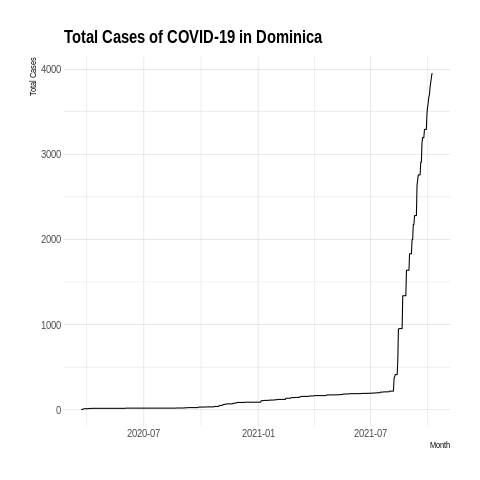 Total Cases of COVID-19 in Dominica
Total Cases
4000
3000
2000
1000
0
2020-07
2021-01
2021-07
Month